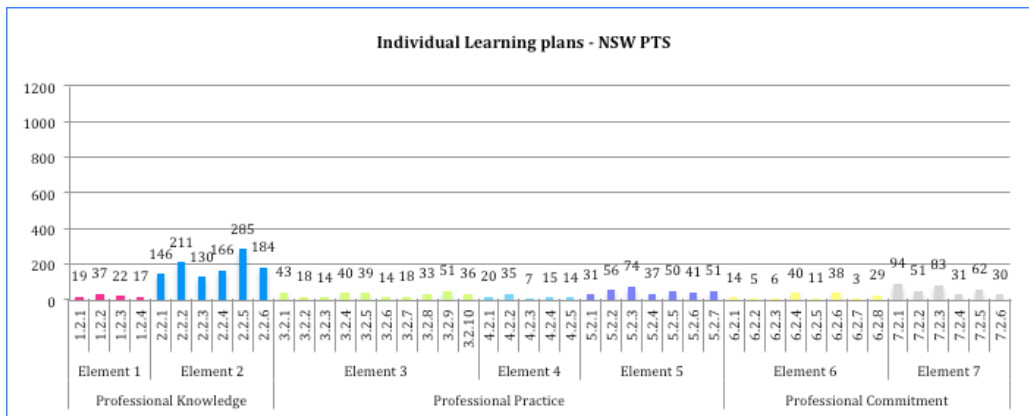 Individual Learning plans - NSW PTS
1200
1000
800
600
400
200
0
19 37 22 17 146 211 130 166 285 184 43 18 14 40 39 14 18 33 51 36 20 35 7 15 14 31 56 74 37 50 41 51 14 5 6 40 11 38 3 29 94 51 83 31 62 30
1.2.1 1.2.2 1.2.3 1.2.4 2.2.1 2.2.2 2.2.3 2.2.4 2.2.5 2.2.6 3.2.1 3.2.2 3.2.3 3.2.4 3.2.5 3.2.6 3.2.7 3.2.8 3.2.9 3.2.10 4.2.1 4.2.2 4.2.3 4.2.4 4.2.5 5.2.1 5.2.2 5.2.3 5.2.4 5.2.5 5.2.6 5.2.7 6.2.1 6.2.2 6.2.3 6.2.4 6.2.5 6.2.6 6.2.7 6.2.8 7.2.1 7.2.2 7.2.3 7.2.4 7.2.5 7.2.6
Element 1 Element 2 Element 3 Element 4 Element 5 Element 6 Element 7
Professional Knowledge Professional Practice Professional Commitment